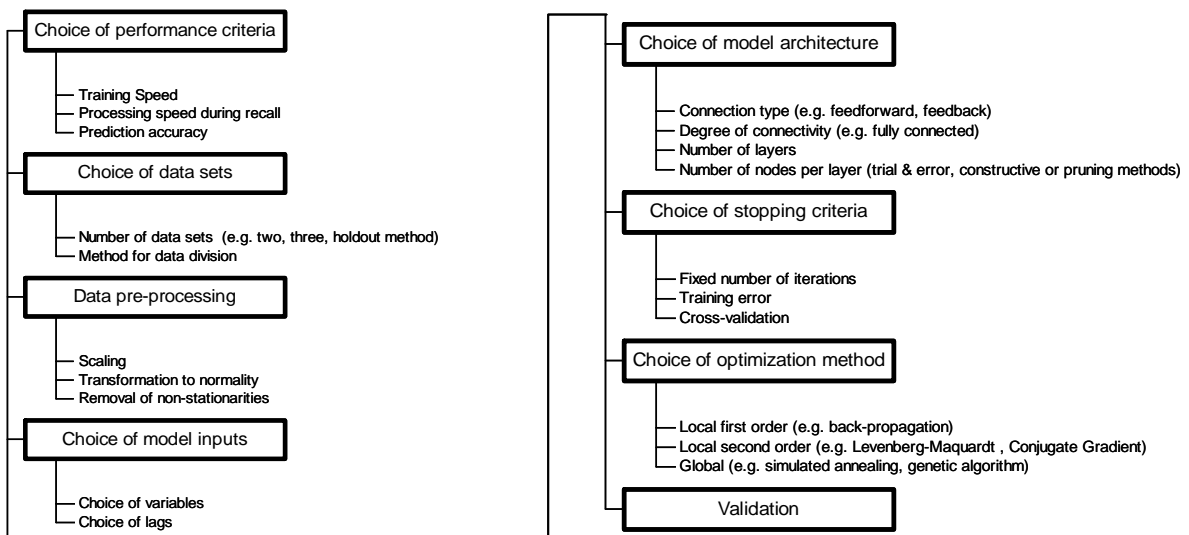 Choice of performance criteria
Training Speed
Processing speed during recall
Prediction accuracy
Choice of data sets
Number of data sets (e.g. two, three, holdout method)
Method for data division
Data pre-processing
Scaling
Transformation to normality
Removal of non-stationarities
Choice of model inputs
Choice of variables
Choice of lags
Choice of model architecture
Connection type (e.g. feedforward, feedback)
Degree of connectivity (e.g. fully connected)
Number of layers
Number of nodes per layer (trial & error, constructive or pruning methods)
Choice of stopping criteria
Fixed number of iterations
Training error
Cross-validation
Choice of optimization method
Local first order (e.g. back-propagation)
Local second order (e.g. Levenberg-Maquardt , Conjugate Gradient)
Global (e.g. simulated annealing, genetic algorithm)
Validation